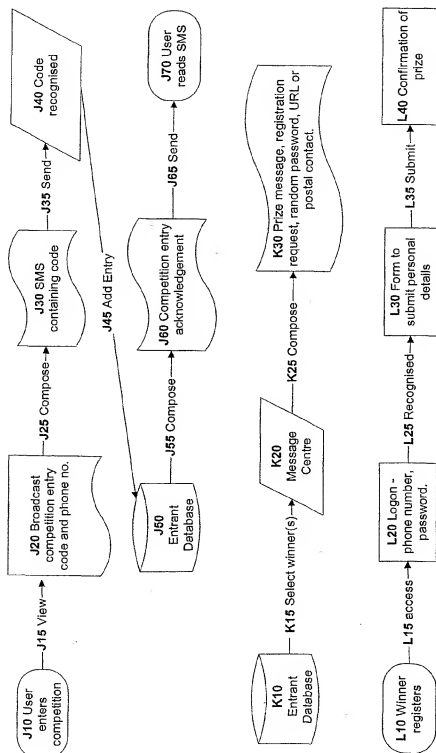 J10 User
enters
competition
J15 View
J20 Broadcast
competition entry
code and phone no.
J25 Compose
J30 SMS
containing code
J35 Send
J40 Code
recognised
J45 Add Entry
J50
Entrant
Database
J55 Compose
J60 Competition entry
acknowledgement
J65 Send
J70 User
reads SMS
K10
Entrant
Database
K15 Select winner(s)
K20
Message
Centre
K25 Compose
K30 Prize message, registration
request, random password, URL or
postal contact.
L10 Winner
registers
L15 access
L20 Logon -
phone number,
password.
L25 Recognised
L30 Form to
submit personal
details
L35 Submit
L40 Confirmation of
prize